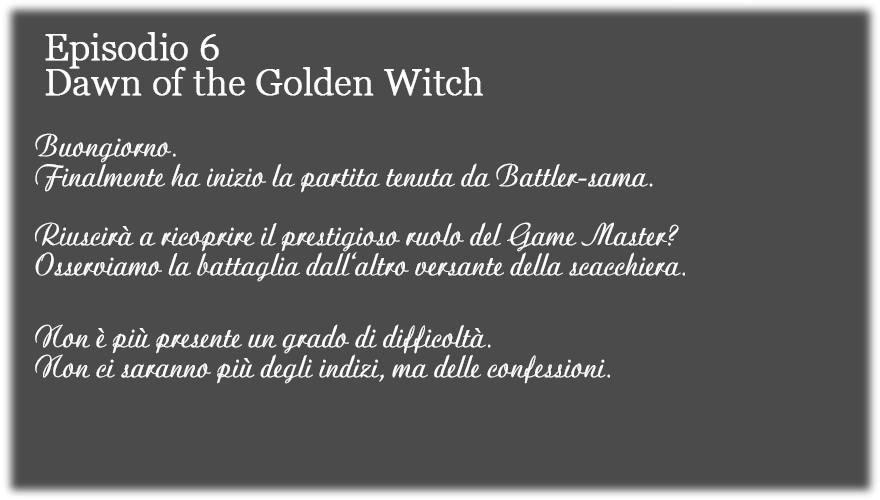 Episodio 6
Dawn of the Golden Witch
Buongiorno.
Finalmente ha inizio la partita tenuta da Battler-sama.
Riuscirà a ricoprire il prestigioso ruolo del Game Master?
Osserviamo la battaglia dall'altro versante della scacchiera.
Non è più presente un grado di difficoltà.
Non ci saranno più degli indizi, ma delle confessioni.